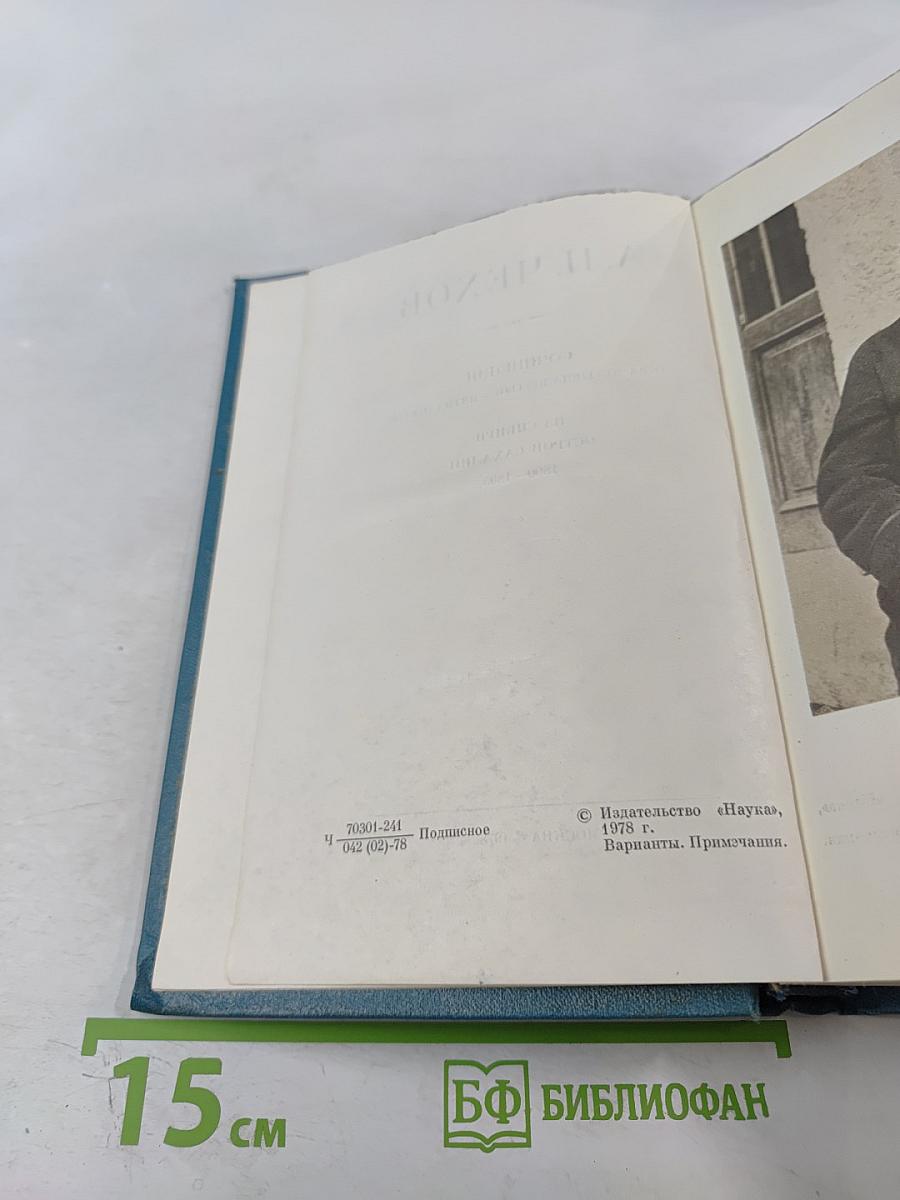 Ч 70301-241
042 (02)-78 Подписное
© Издательство «Наука»,
1978 г.
Варианты. Примечания.
15 см
БФ БИБЛИОФАН